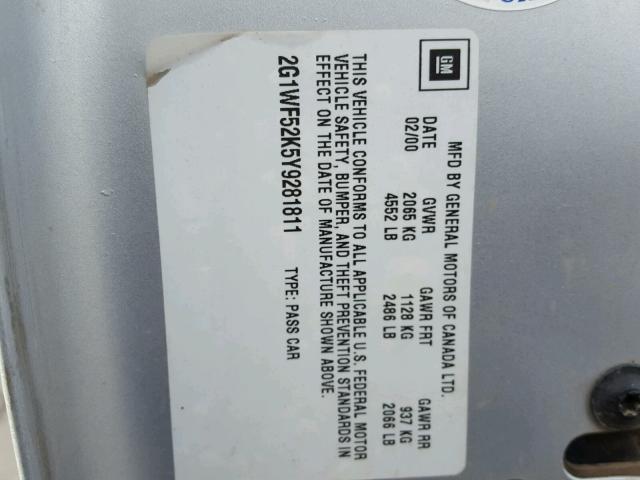 GM
MFD BY GENERAL MOTORS OF CANADA LTD.
DATE GVWR GAWR FRT GAWR RR
02/00 2065 KG 1128 KG 937 KG
4552 LB 2486 LB 2066 LB
THIS VEHICLE CONFORMS TO ALL APPLICABLE U.S. FEDERAL MOTOR
VEHICLE SAFETY, BUMPER, AND THEFT PREVENTION STANDARDS IN
EFFECT ON THE DATE OF MANUFACTURE SHOWN ABOVE.
2G1WF52K5Y9281811 TYPE: PASS CAR